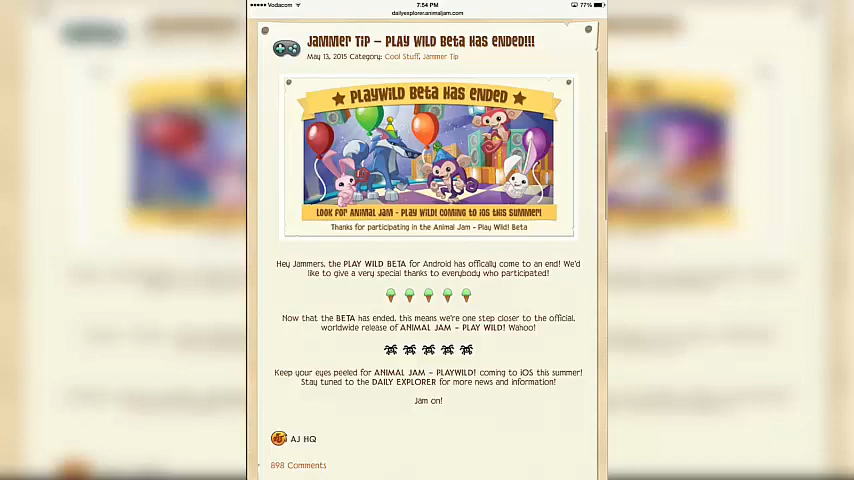 Vodacom
7:54 PM
77%
dailyexplorer.animaljam.com
Jammer Tip – PLAY WILD Beta Has ENDED!!!
May 13, 2015 Category: Cool Stuff, Jammer Tip
PLAYWILD BETA HAS ENDED
LOOK FOR ANIMAL JAM - PLAY WILD! COMING TO iOS THIS SUMMER!
Thanks for participating in the Animal Jam - Play Wild! Beta
Hey Jammers, the PLAY WILD BETA for Android has offically come to an end! We'd
like to give a very special thanks to everybody who participated!
Now that the BETA has ended, this means we're one step closer to the official,
worldwide release of ANIMAL JAM – PLAY WILD! Wahoo!
Keep your eyes peeled for ANIMAL JAM – PLAYWILD! coming to iOS this summer!
Stay tuned to the DAILY EXPLORER for more news and information!
Jam on!
AJ HQ
898 Comments